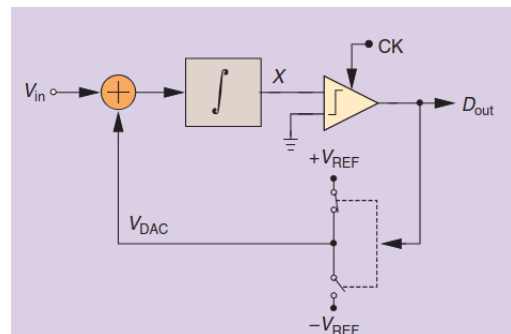 CK
V_in
X
D_out
+V_REF
V_DAC
−V_REF